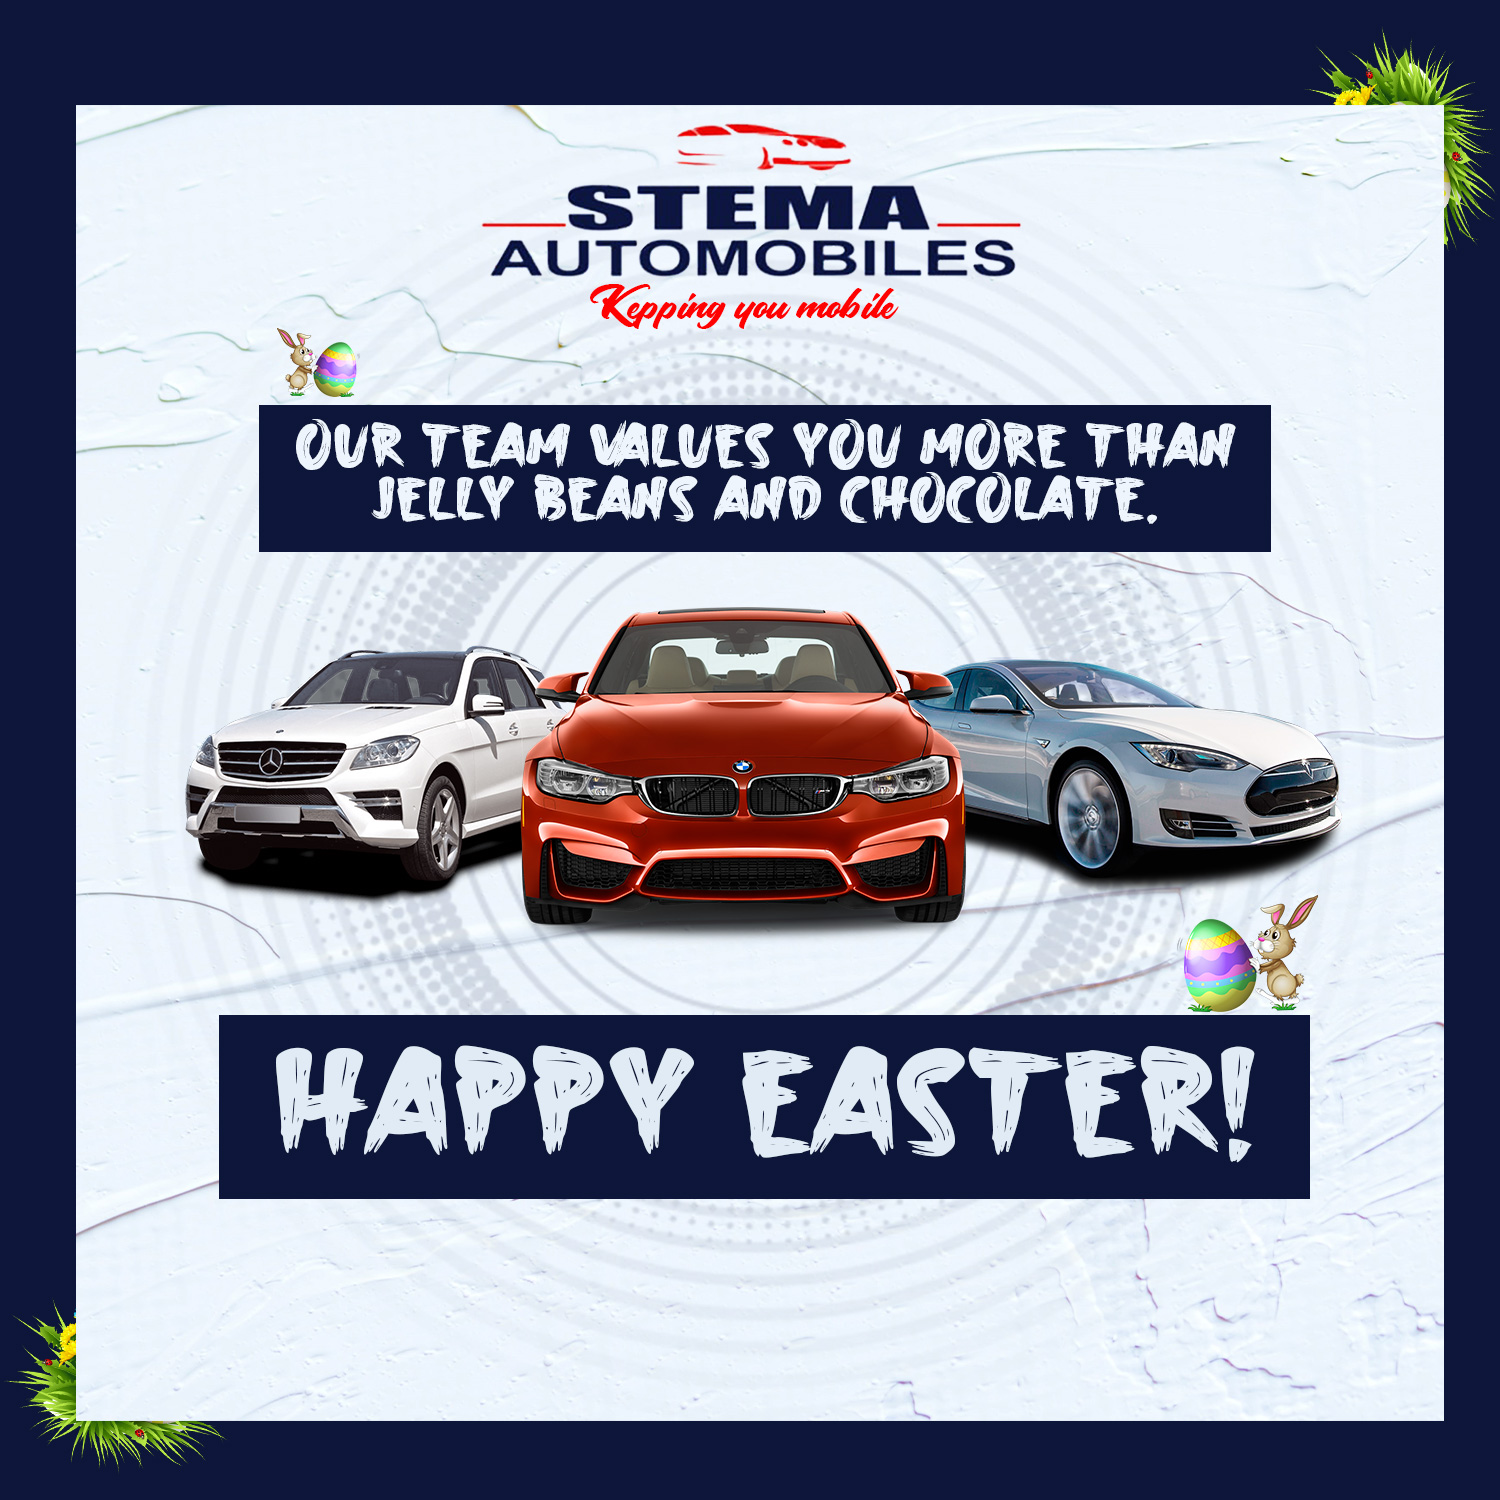 STEMA
AUTOMOBILES
Kepping you mobile
OUR TEAM VALUES YOU MORE THAN
JELLY BEANS AND CHOCOLATE.
HAPPY EASTER!